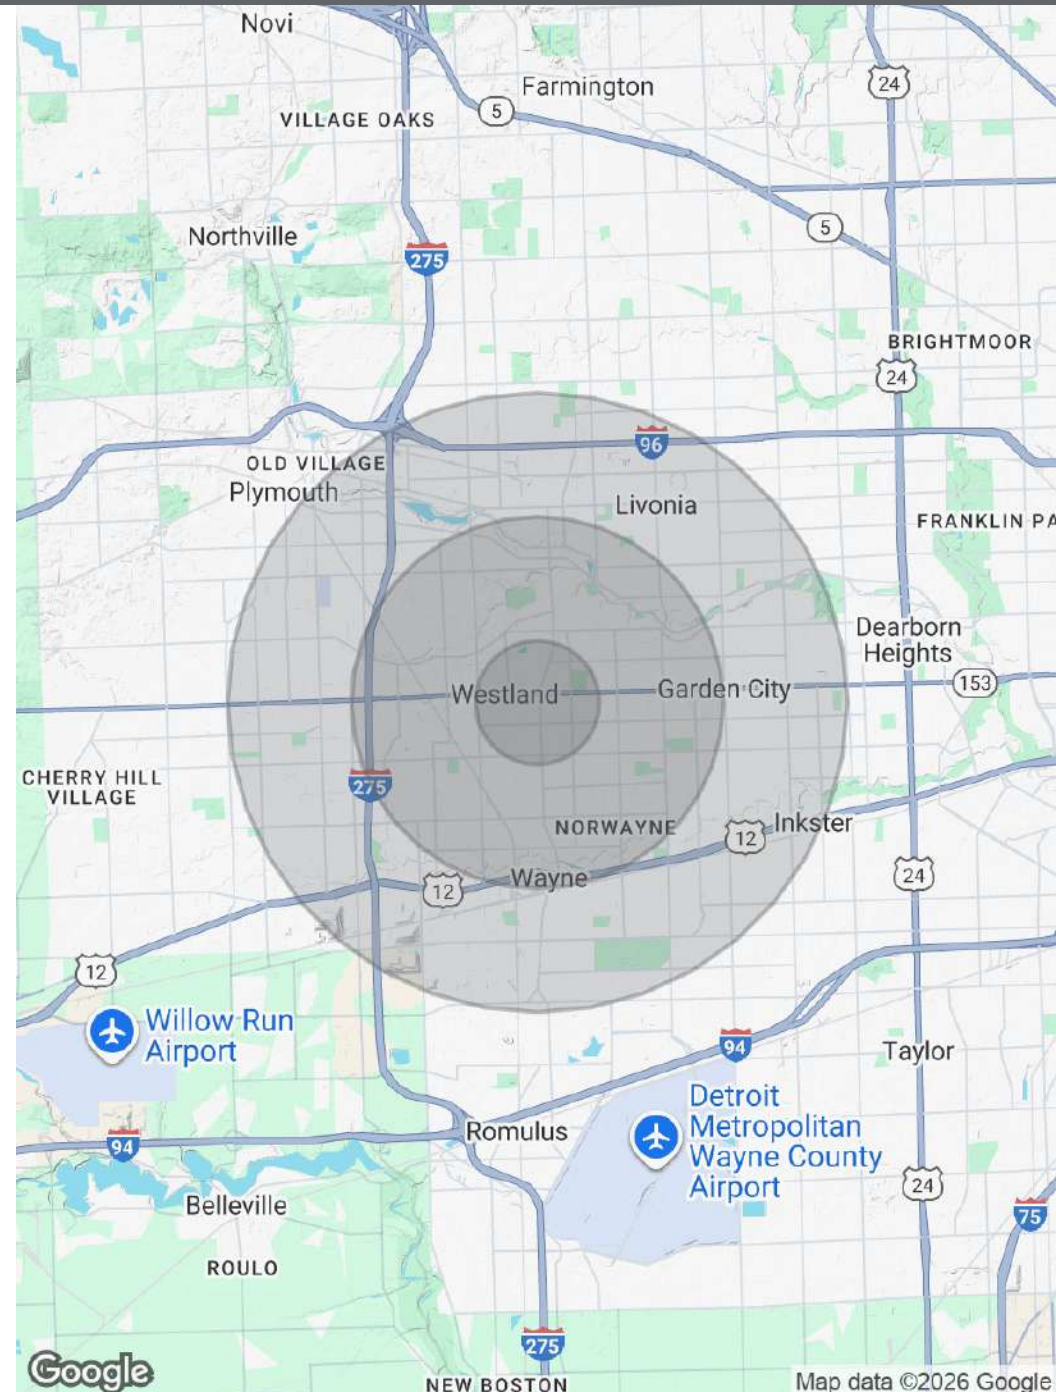 Novi
Farmington
24
5
VILLAGE OAKS
5
Northville
275
BRIGHTMOOR
24
96
OLD VILLAGE
Plymouth
Livonia
FRANKLIN PA
Dearborn
Heights
153
Westland
Garden City
CHERRY HILL
VILLAGE
275
NORWAYNE
Inkster
12
24
Wayne
12
12
Willow Run
Airport
94
Taylor
Detroit
Metropolitan
Wayne County
Airport
Romulus
94
24
Belleville
75
ROULO
275
Google
NEW BOSTON
Map data ©2026 Google